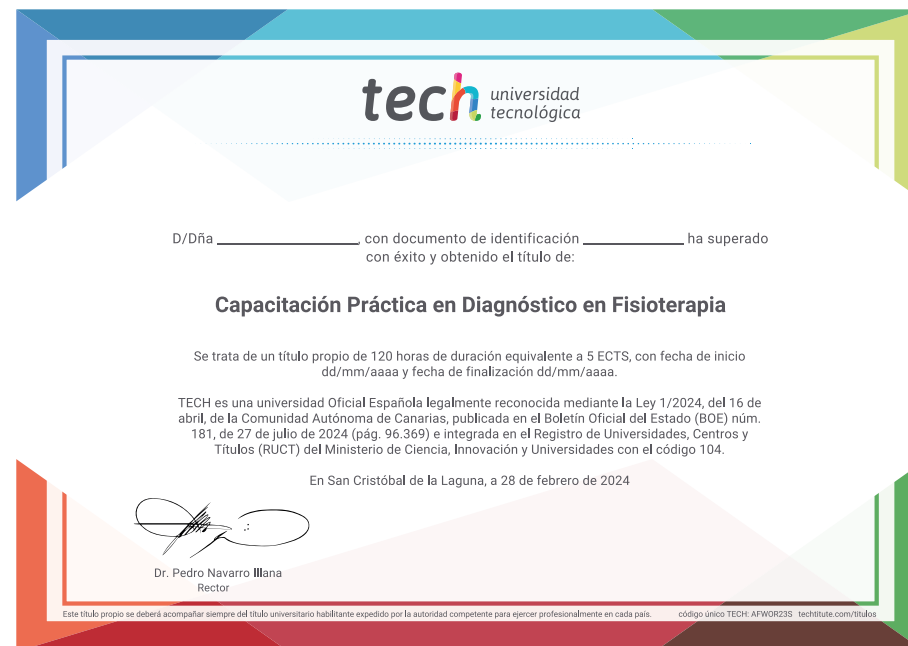 tech universidad
tecnológica
D/Dña ______________, con documento de identificación __________ ha superado
con éxito y obtenido el título de:
Capacitación Práctica en Diagnóstico en Fisioterapia
Se trata de un título propio de 120 horas de duración equivalente a 5 ECTS, con fecha de inicio
dd/mm/aaaa y fecha de finalización dd/mm/aaaa.
TECH es una universidad Oficial Española legalmente reconocida mediante la Ley 1/2024, del 16 de
abril, de la Comunidad Autónoma de Canarias, publicada en el Boletín Oficial del Estado (BOE) núm.
181, de 27 de julio de 2024 (pág. 96.369) e integrada en el Registro de Universidades, Centros y
Títulos (RUCT) del Ministerio de Ciencia, Innovación y Universidades con el código 104.
En San Cristóbal de la Laguna, a 28 de febrero de 2024
Dr. Pedro Navarro Illana
Rector
Este título propio se deberá acompañar siempre del título universitario habilitante expedido por la autoridad competente para ejercer profesionalmente en cada país. código único TECH: AFWOR23S techtitute.com/titulos